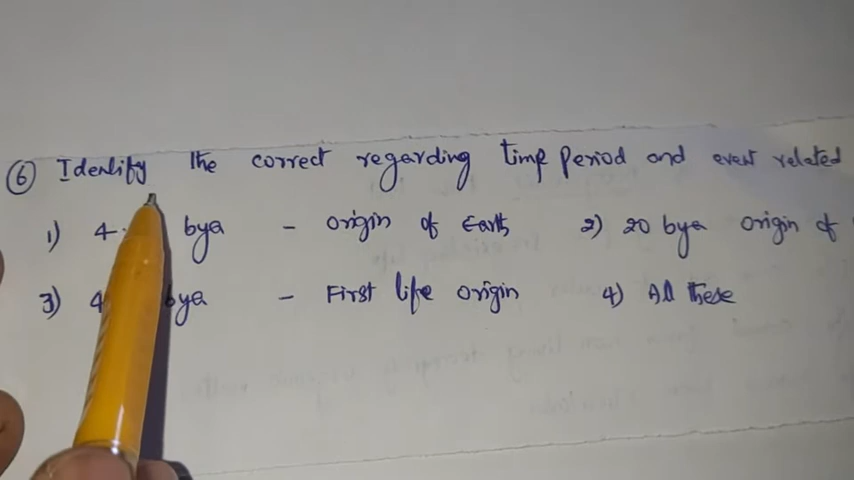 ⑥ Identify the correct regarding time period and event related
1) 4. bya - origin of Earth 2) 20 bya origin of
3) 4 bya - First life origin 4) All these